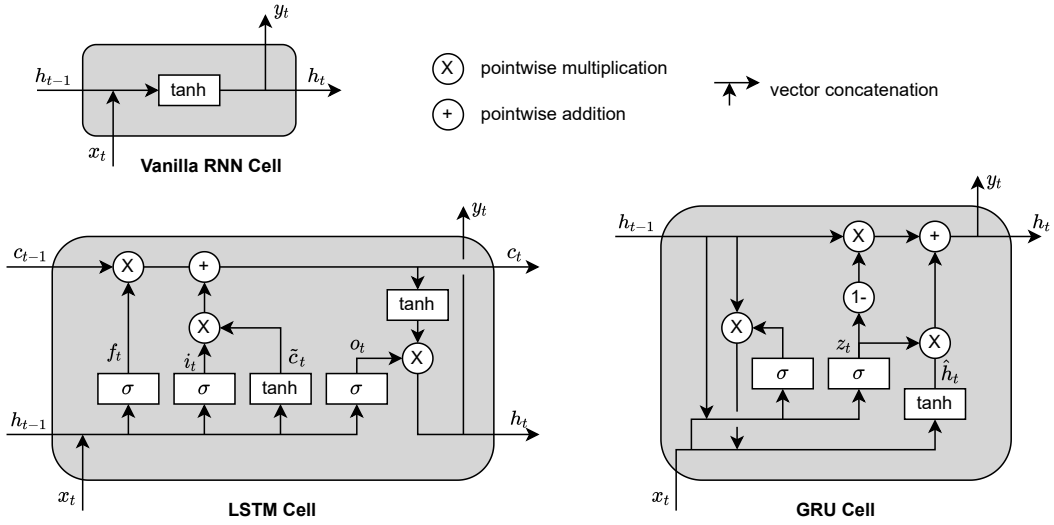 y_t
h_{t-1}
tanh
h_t
x_t
Vanilla RNN Cell
X pointwise multiplication
+ pointwise addition
vector concatenation
y_t
c_{t-1}
X
+
c_t
tanh
X
f_t
i_t
c̃_t
o_t
X
σ
σ
tanh
σ
h_{t-1}
h_t
x_t
LSTM Cell
y_t
h_{t-1}
X
+
h_t
1-
X
z_t
X
σ
σ
ĥ_t
tanh
x_t
GRU Cell